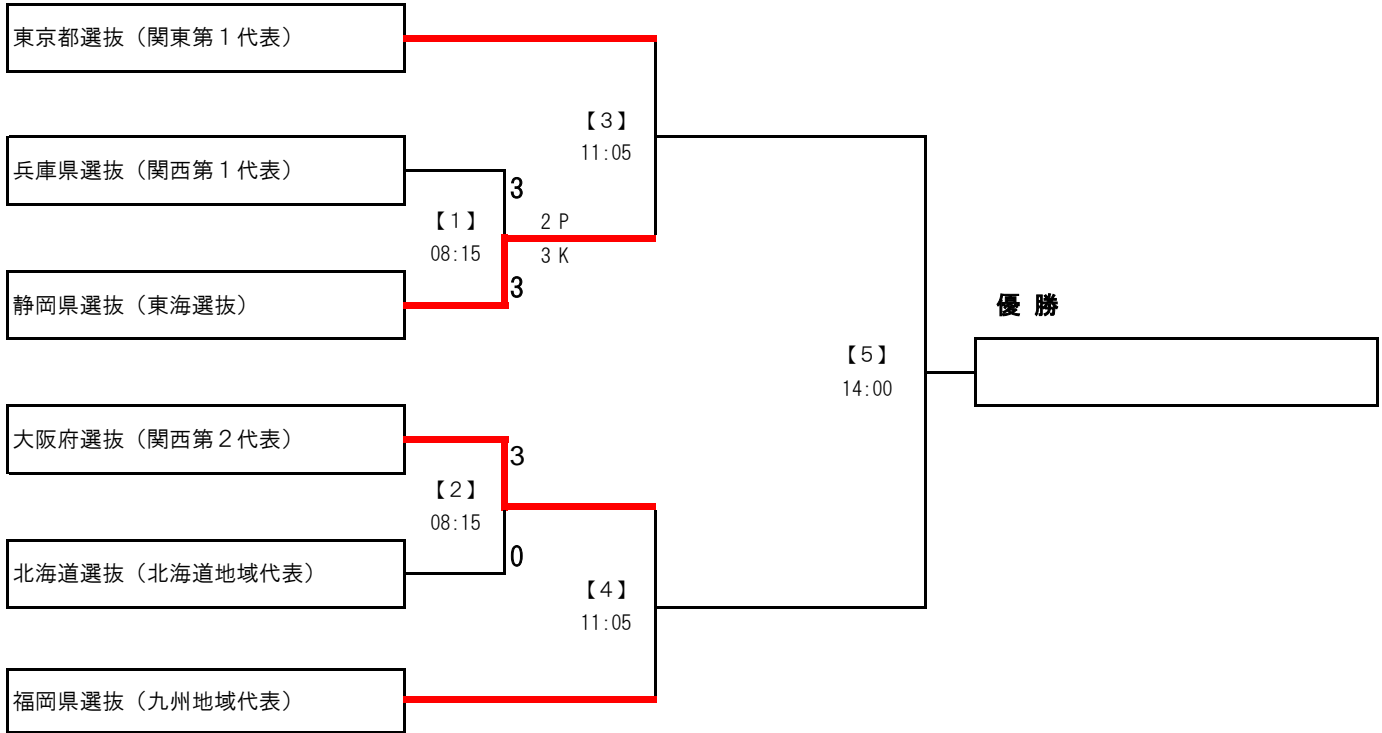 東京都選抜（関東第１代表）
【３】
11:05
兵庫県選抜（関西第１代表）
3
【１】
2 P
08:15
3 K
3
静岡県選抜（東海選抜）
優 勝
【５】
14:00
大阪府選抜（関西第２代表）
3
【２】
08:15
0
北海道選抜（北海道地域代表）
【４】
11:05
福岡県選抜（九州地域代表）